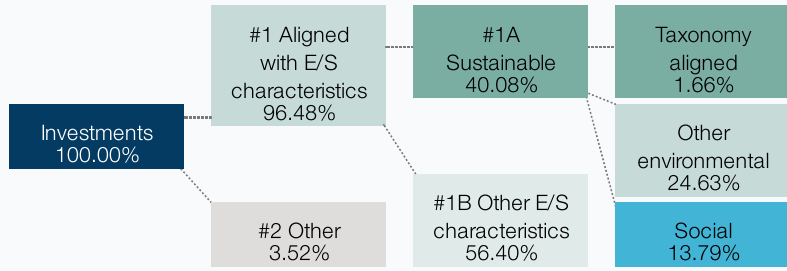 Investments
100.00%
#1 Aligned
with E/S
characteristics
96.48%
#2 Other
3.52%
#1A
Sustainable
40.08%
#1B Other E/S
characteristics
56.40%
Taxonomy
aligned
1.66%
Other
environmental
24.63%
Social
13.79%